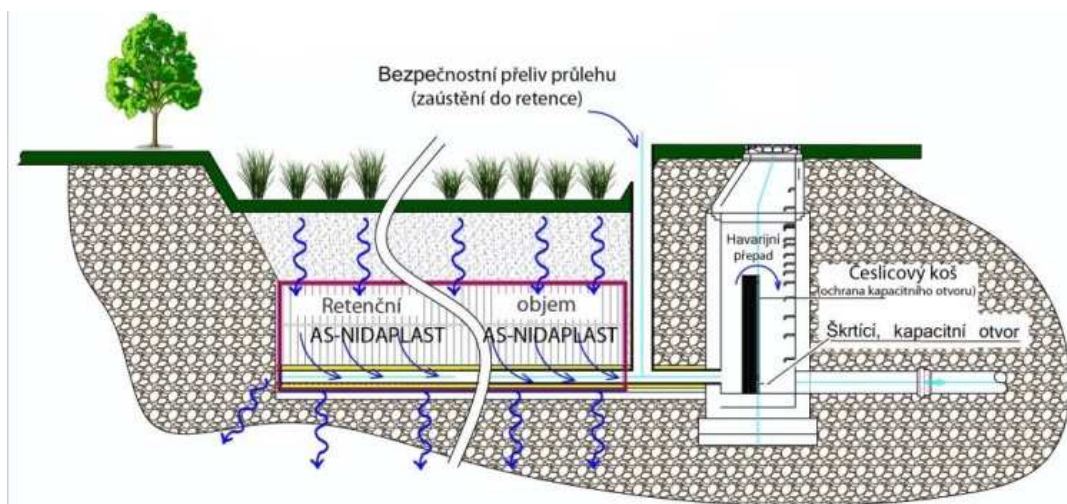 Bezpečnostní přeliv průlehu
(zaústění do retence)
Havarijní
přepad
Česlicový koš
(ochrana kapacitního otvoru)
Škrtící, kapacitní otvor
Retenční objem
AS-NIDAPLAST AS-NIDAPLAST